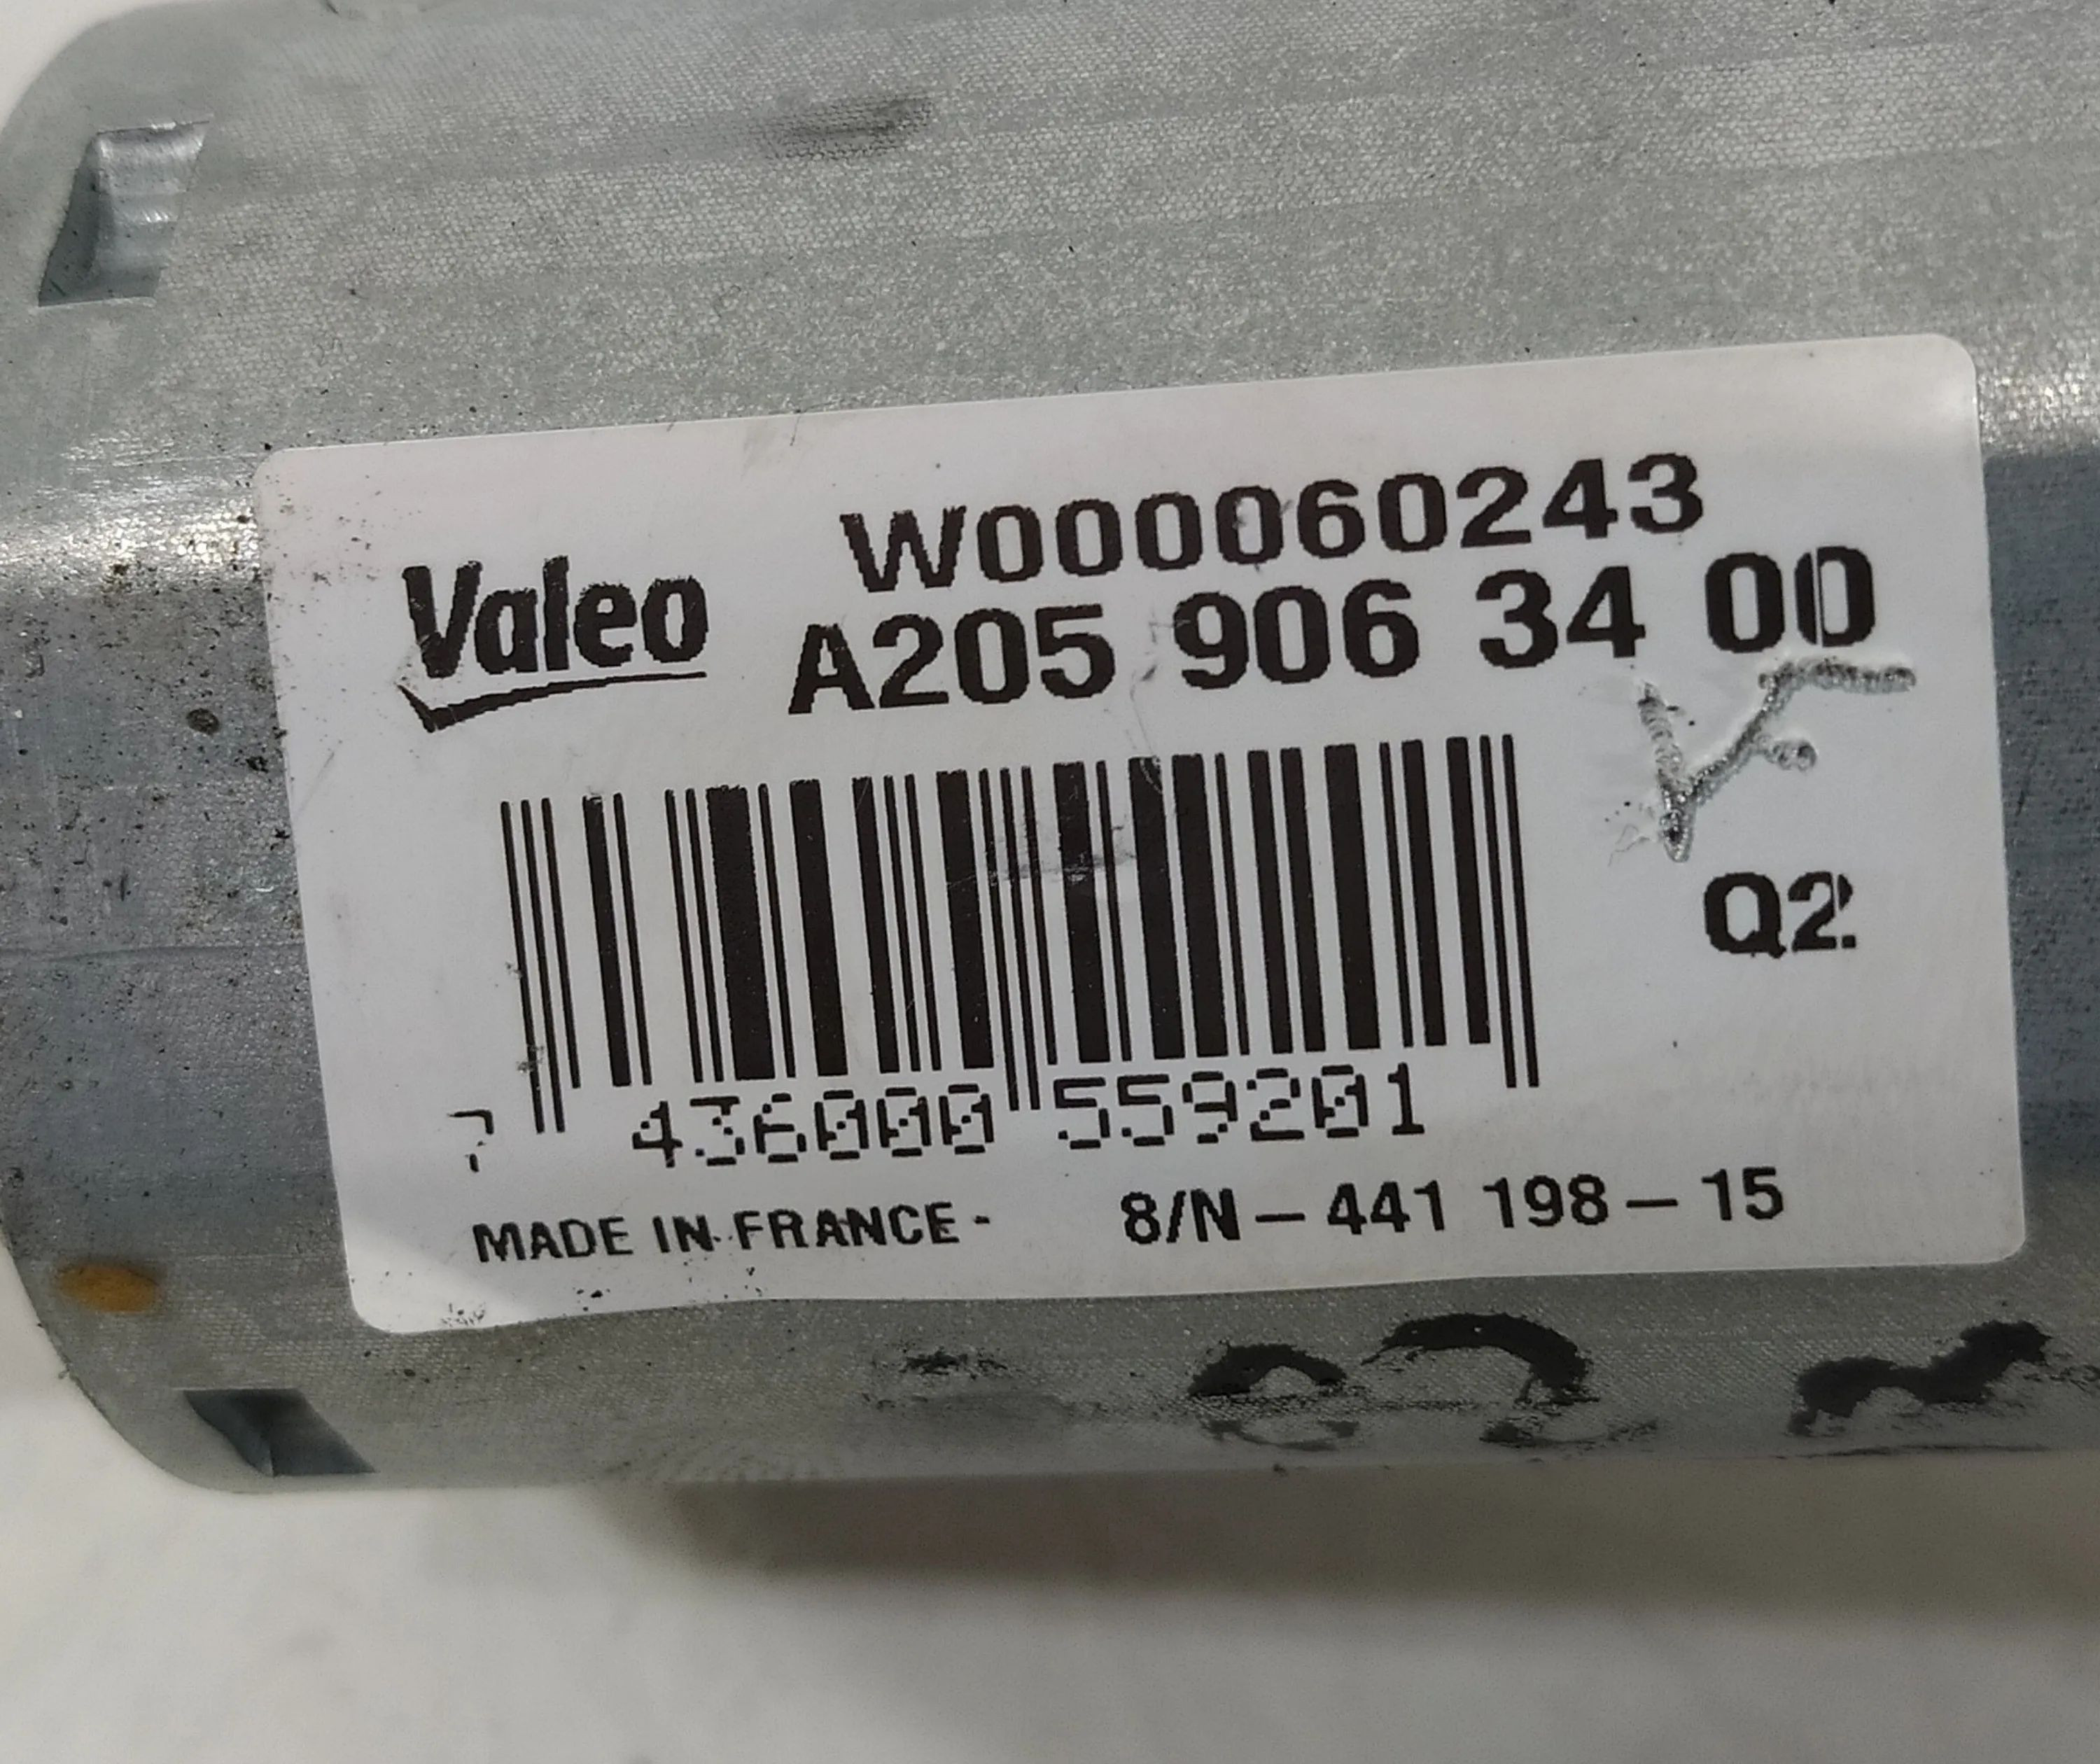 Valeo
W000060243
A205 906 34 00
Q2
7 436000 559201
MADE IN FRANCE - 8/N - 441 198 - 15